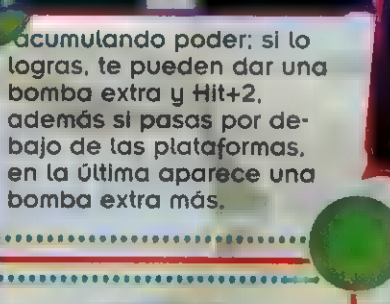 acumulando poder; si lo
logras, te pueden dar una
bomba extra y Hit+2,
además si pasas por de-
bajo de las plataformas,
en la última aparece una
bomba extra más.